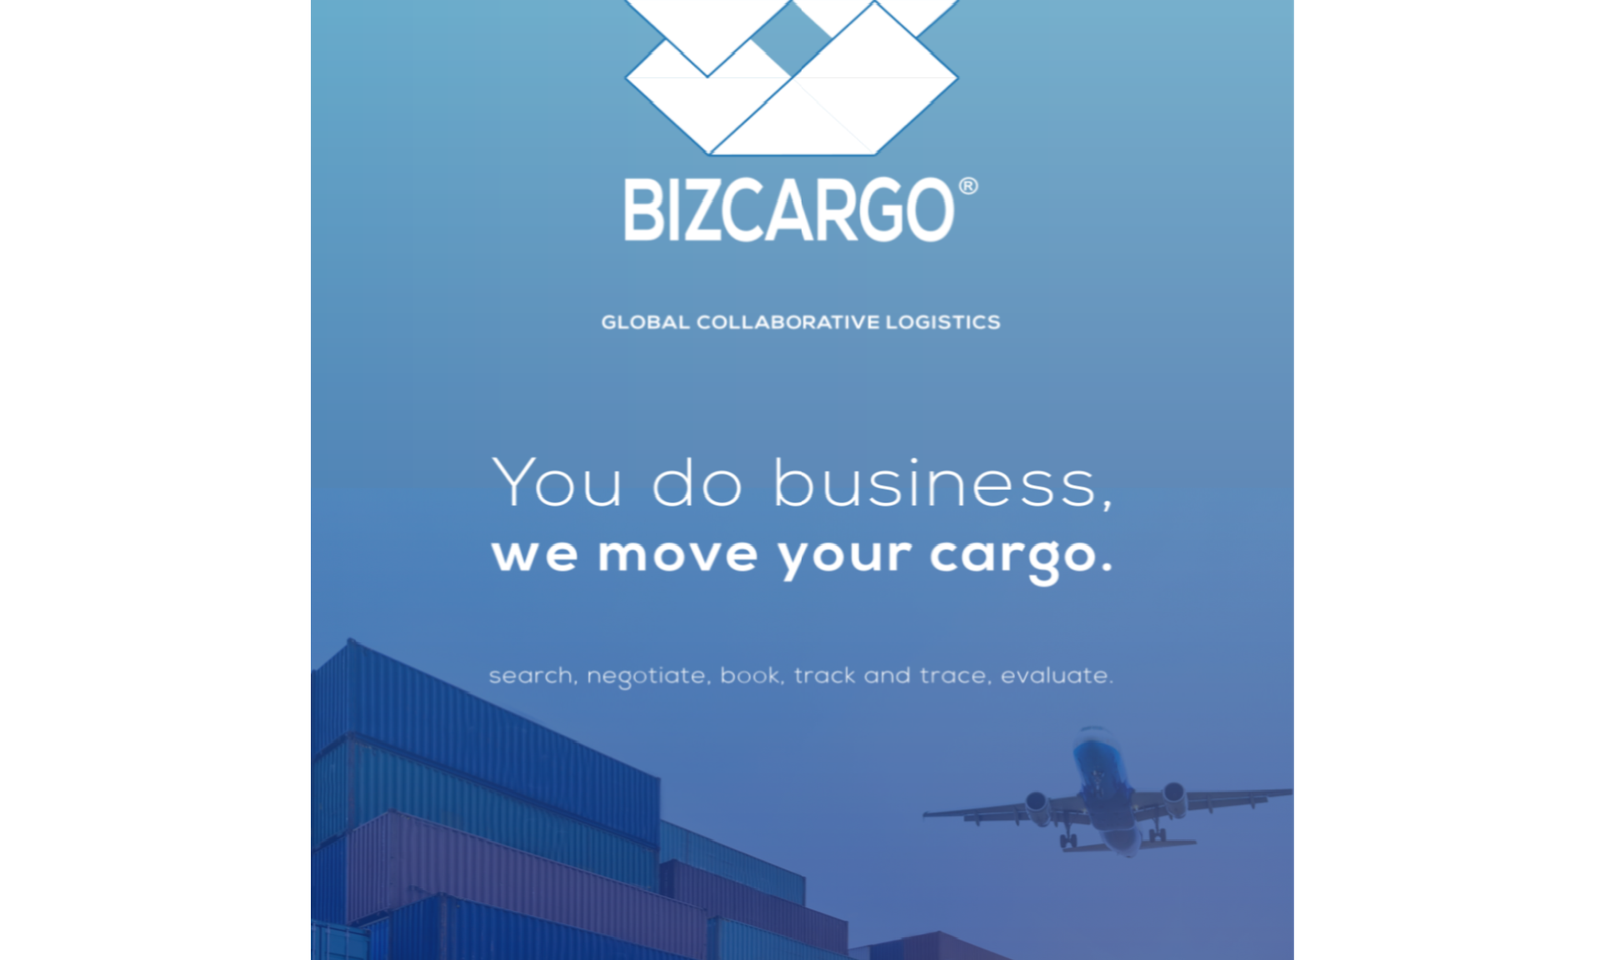 BIZCARGO®
GLOBAL COLLABORATIVE LOGISTICS
You do business,
we move your cargo.
search, negotiate, book, track and trace, evaluate.